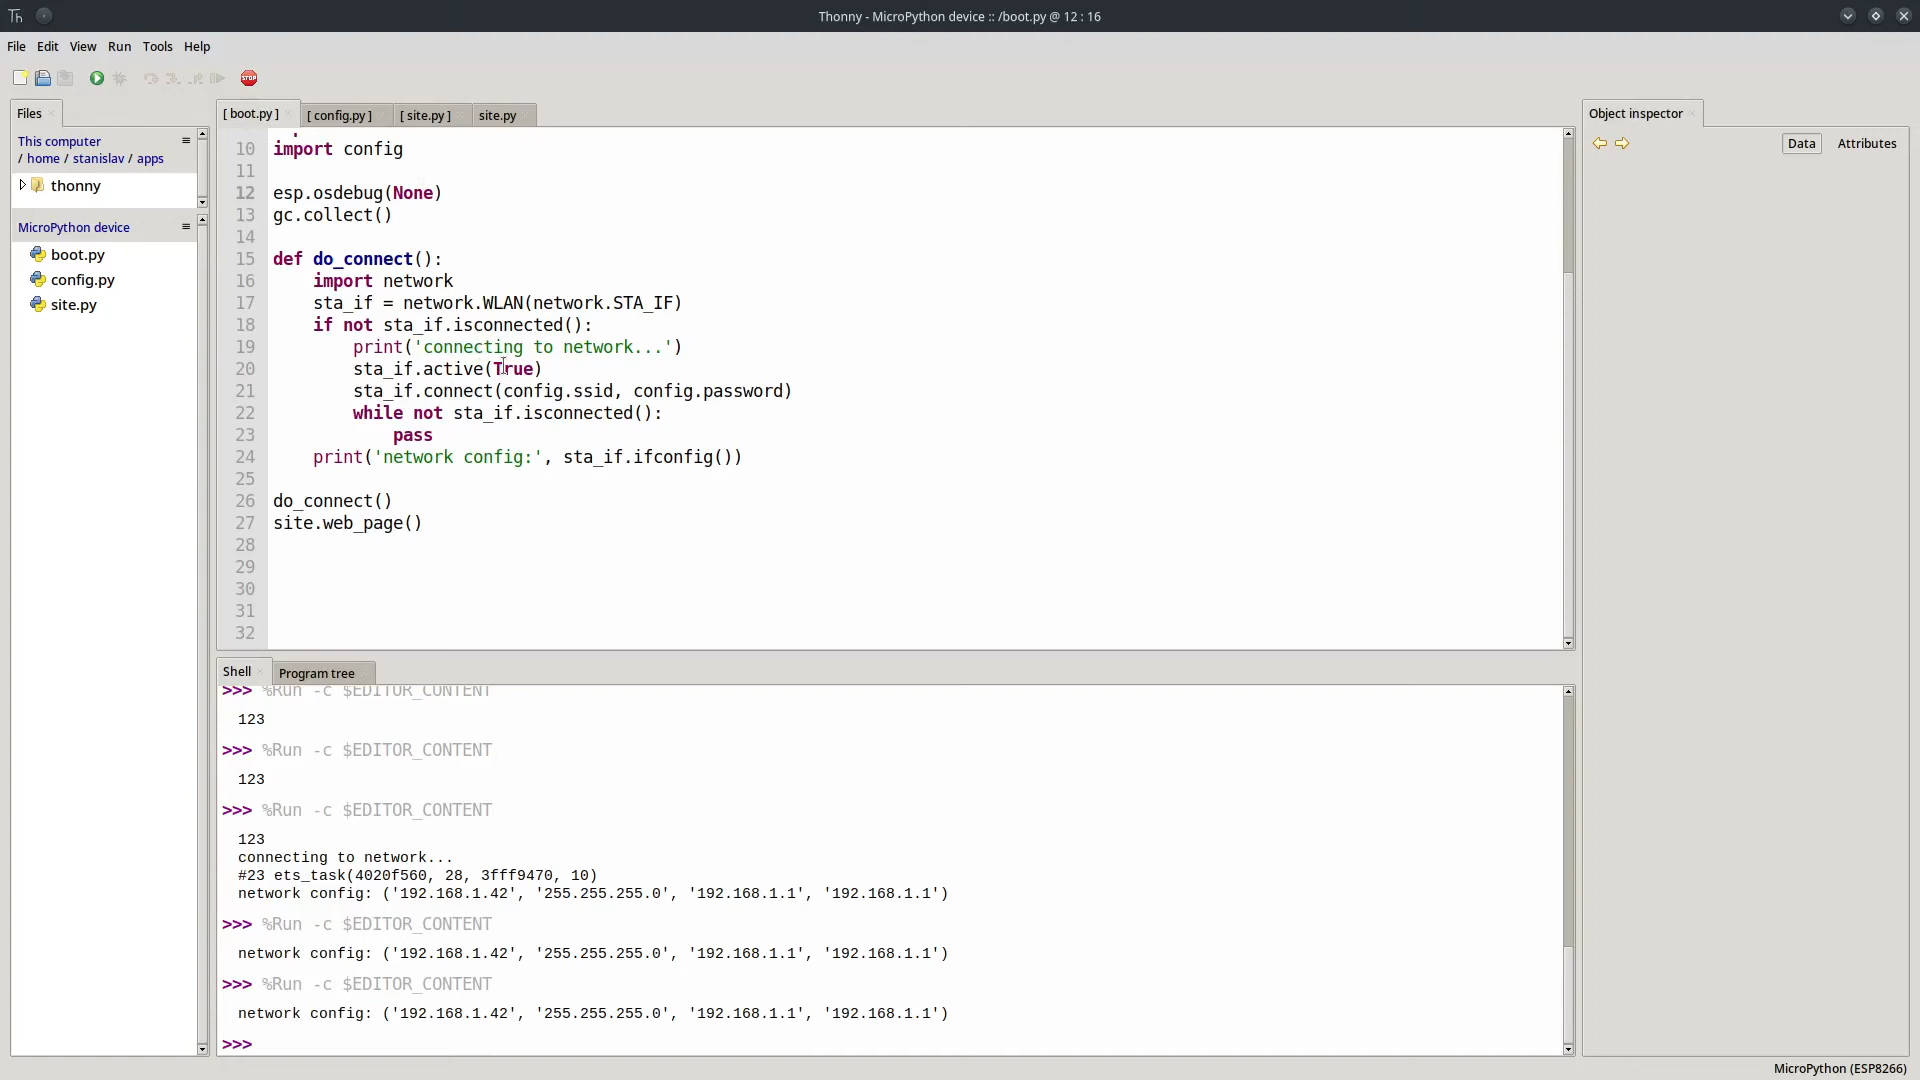 Th
Thonny - MicroPython device :: /boot.py @ 12 : 16
File Edit View Run Tools Help
STOP
Files
This computer
/ home / stanislav / apps
thonny
MicroPython device
boot.py
config.py
site.py
[ boot.py ] [ config.py ] [ site.py ] site.py
10 import config
11
12 esp.osdebug(None)
13 gc.collect()
14
15 def do_connect():
16     import network
17     sta_if = network.WLAN(network.STA_IF)
18     if not sta_if.isconnected():
19         print('connecting to network...')
20         sta_if.active(True)
21         sta_if.connect(config.ssid, config.password)
22         while not sta_if.isconnected():
23             pass
24     print('network config:', sta_if.ifconfig())
25
26 do_connect()
27 site.web_page()
28
29
30
31
32
Shell Program tree
>>> %Run -c $EDITOR_CONTENT
123
>>> %Run -c $EDITOR_CONTENT
123
>>> %Run -c $EDITOR_CONTENT
123
connecting to network...
#23 ets_task(4020f560, 28, 3fff9470, 10)
network config: ('192.168.1.42', '255.255.255.0', '192.168.1.1', '192.168.1.1')
>>> %Run -c $EDITOR_CONTENT
network config: ('192.168.1.42', '255.255.255.0', '192.168.1.1', '192.168.1.1')
>>> %Run -c $EDITOR_CONTENT
network config: ('192.168.1.42', '255.255.255.0', '192.168.1.1', '192.168.1.1')
>>>
Object inspector
Data Attributes
MicroPython (ESP8266)